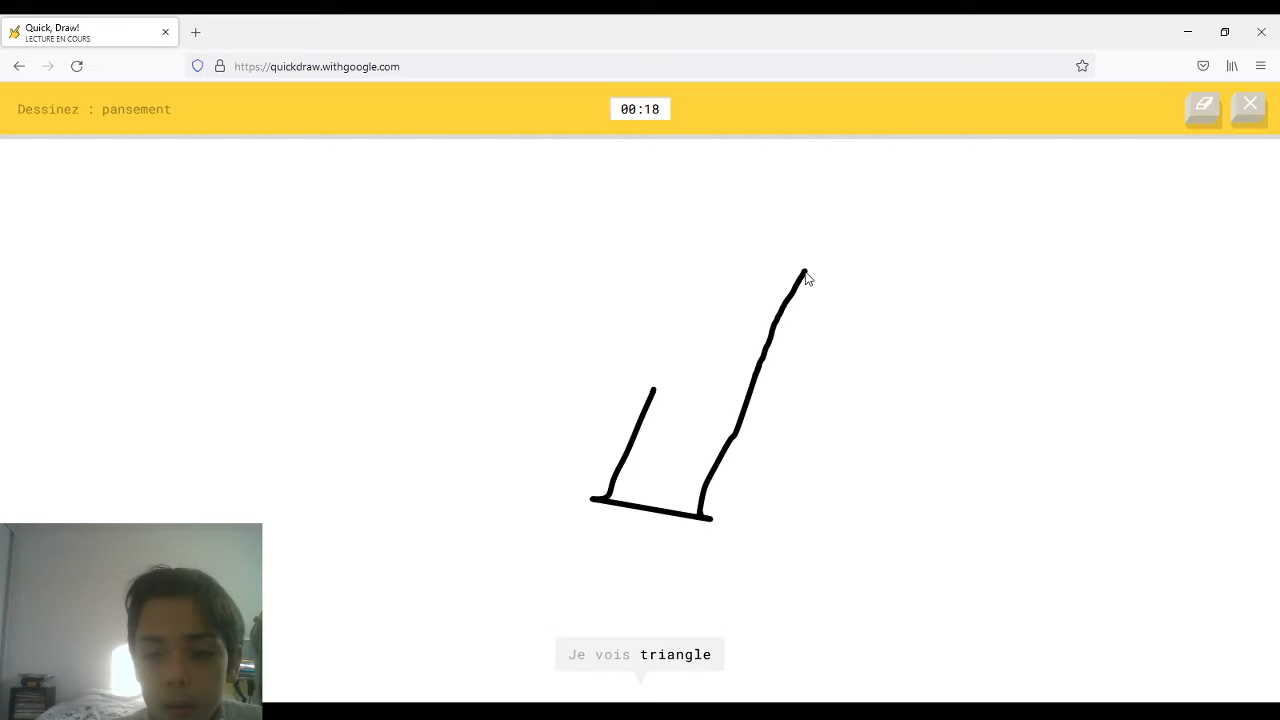 Quick, Draw!
LECTURE EN COURS
https://quickdraw.withgoogle.com
Dessinez : pansement
00:18
Je vois triangle